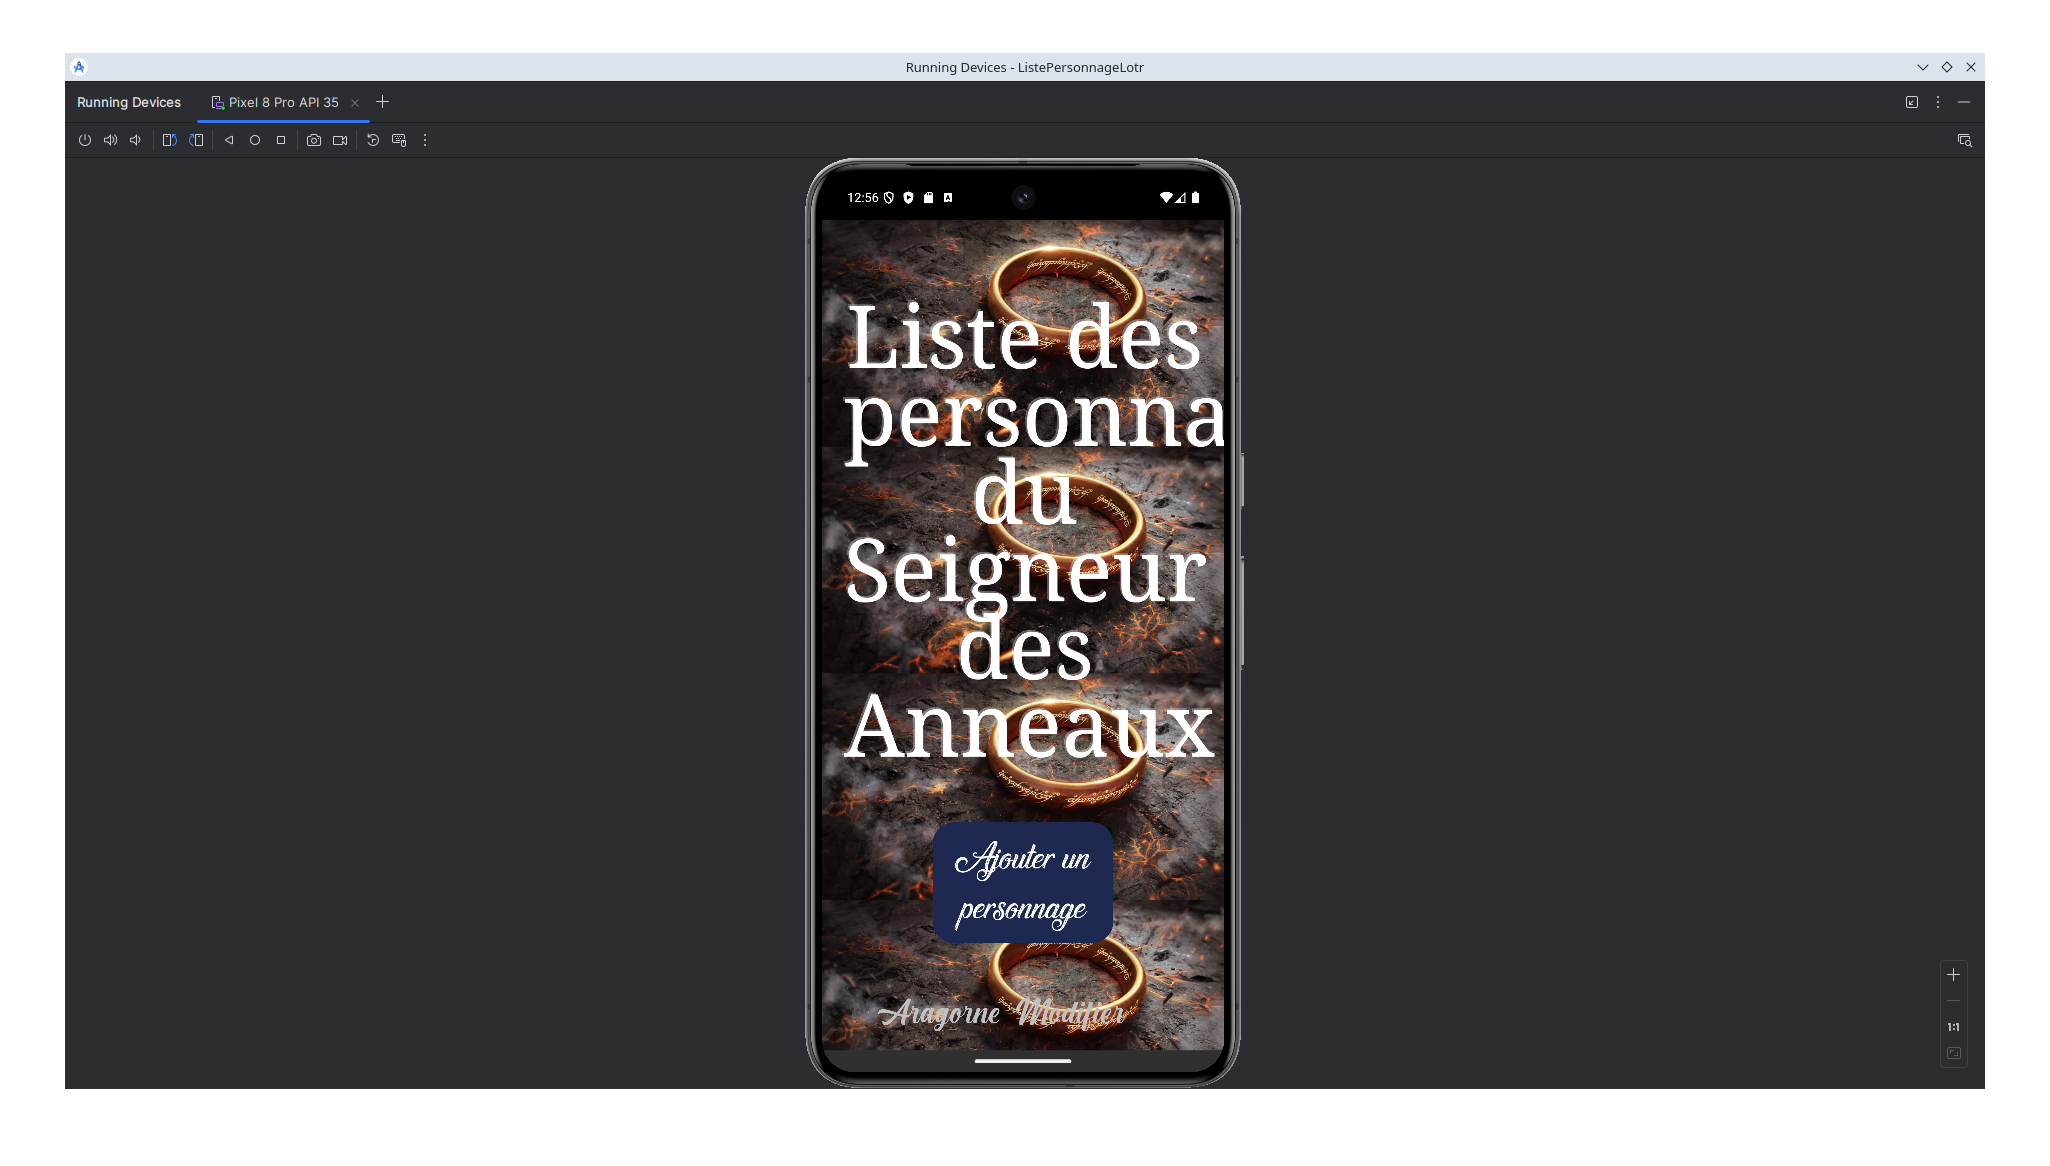 Running Devices - ListePersonnageLotr
Running Devices
Pixel 8 Pro API 35
12:56
Liste des
personna
du
Seigneur
des
Anneaux
Ajouter un
personnage
Aragorne Modifier
1:1